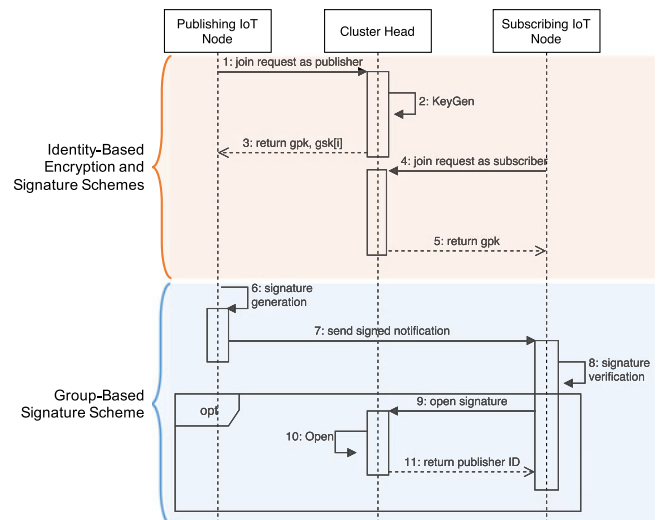 Publishing IoT
Node
Cluster Head
Subscribing IoT
Node
1: join request as publisher
2: KeyGen
3: return gpk, gsk[i]
4: join request as subscriber
5: return gpk
Identity-Based
Encryption and
Signature Schemes
6: signature
generation
7: send signed notification
8: signature
verification
opt
9: open signature
10: Open
11: return publisher ID
Group-Based
Signature Scheme